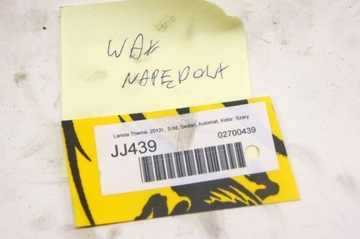 WAŁ
NAPĘDOWY
Lancia Thema, 2012r., 3.0d, Sedan, Automat, Kolor: Szary
JJ439
02700439